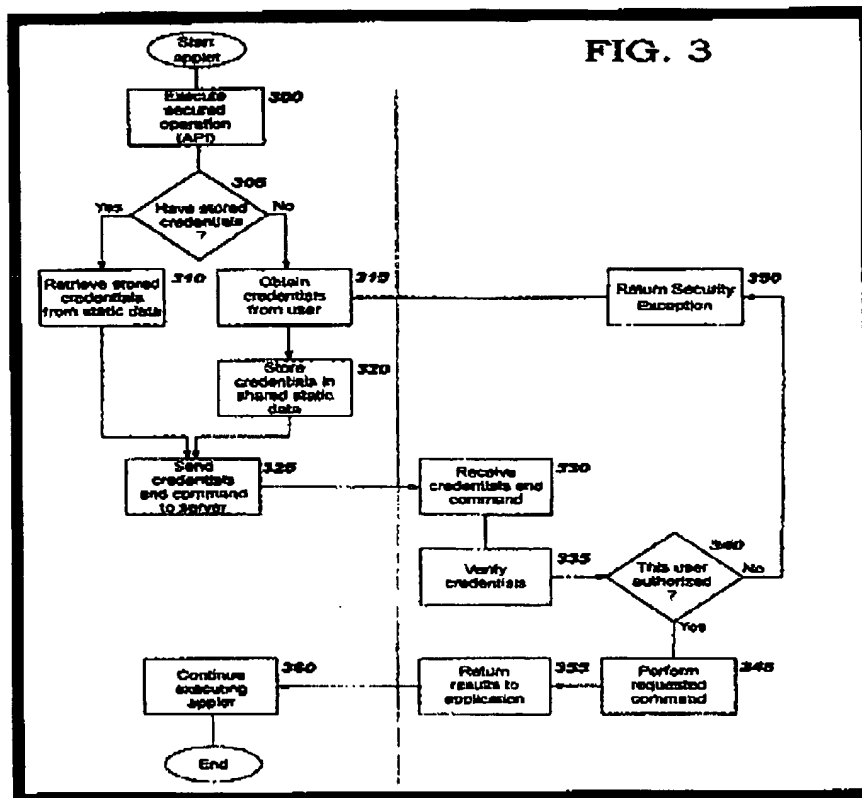 FIG. 3
Start
applet
Execute
secured
operation
(API)
300
Have stored
credentials
?
305
Yes
No
Retrieve stored
credentials
from static data
310
Obtain
credentials
from user
315
Return Security
Exception
350
Store
credentials in
shared static
data
320
Send
credentials
and command
to server
325
Receive
credentials and
command
330
Verify
credentials
335
This user
authorized
?
340
No
Yes
Continue
executing
applet
360
Return
results to
application
355
Perform
requested
command
345
End